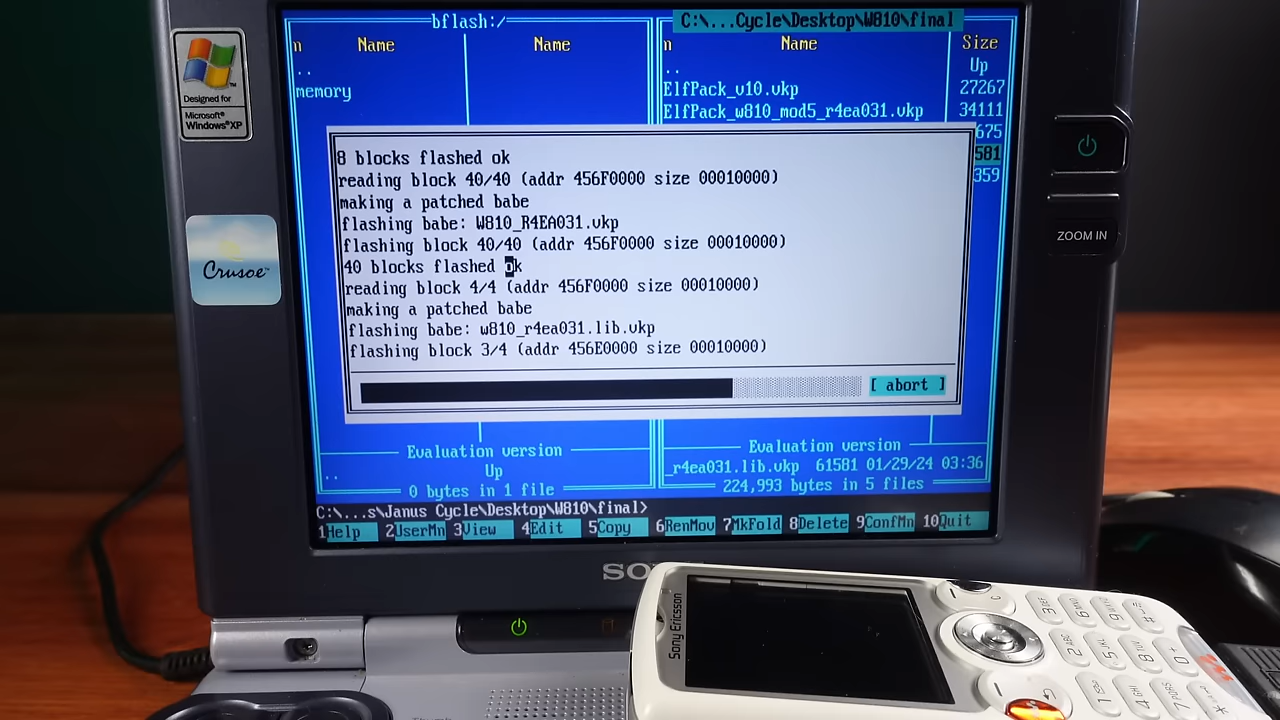 bflash:/
C:\...Cycle\Desktop\W810\final
n Name Name
n Name Size
.. Up
memory
ElfPack_v10.vkp 27267
ElfPack_w810_mod5_r4ea031.vkp 34111
675
581
359
8 blocks flashed ok
reading block 40/40 (addr 456F0000 size 00010000)
making a patched babe
flashing babe: W810_R4EA031.vkp
flashing block 40/40 (addr 456F0000 size 00010000)
40 blocks flashed ok
reading block 4/4 (addr 456F0000 size 00010000)
making a patched babe
flashing babe: w810_r4ea031.lib.vkp
flashing block 3/4 (addr 456E0000 size 00010000)
[ abort ]
Evaluation version
.. Up
0 bytes in 1 file
Evaluation version
_r4ea031.lib.vkp 61581 01/29/24 03:36
224,993 bytes in 5 files
C:\...s\Janus Cycle\Desktop\W810\final>
1Help 2UserMn 3View 4Edit 5Copy 6RenMov 7MkFold 8Delete 9ConfMn 10Quit
Designed for
Microsoft®
Windows®XP
Crusoe™
ZOOM IN
SO
Sony Ericsson